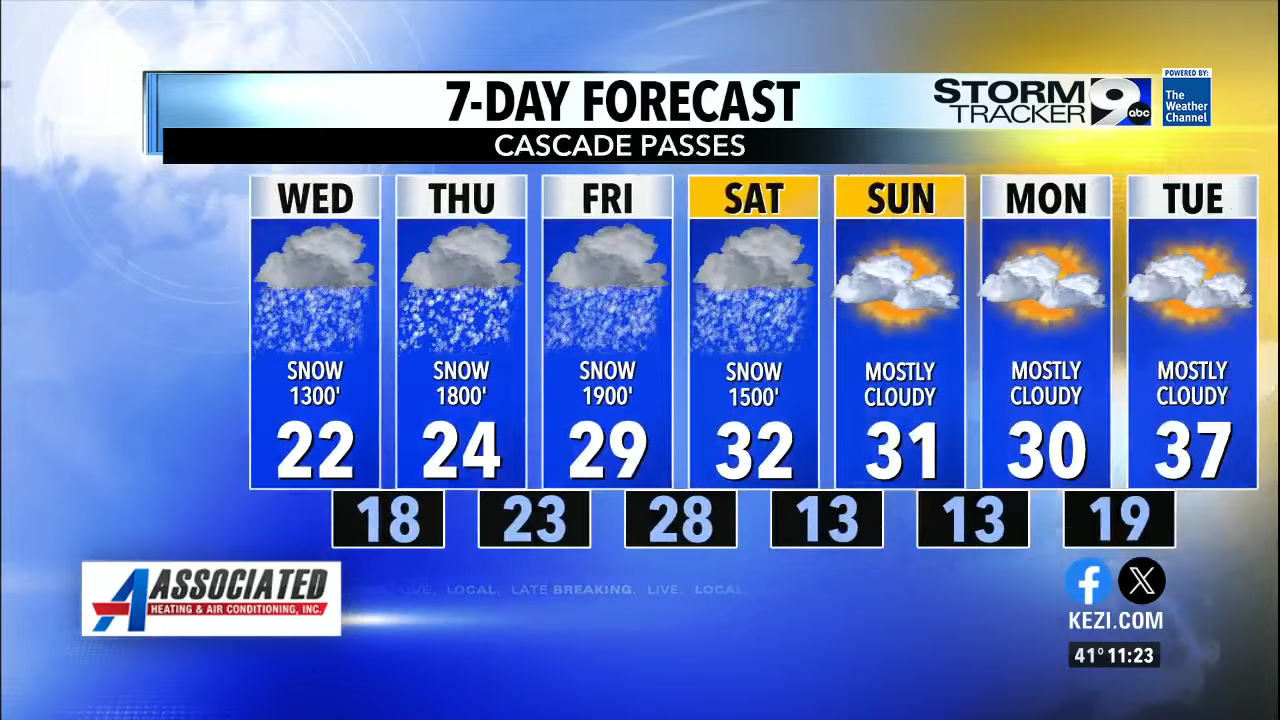 7-DAY FORECAST
CASCADE PASSES
STORM
TRACKER
9
abc
POWERED BY:
The
Weather
Channel
WED THU FRI SAT SUN MON TUE
SNOW SNOW SNOW SNOW MOSTLY MOSTLY MOSTLY
1300' 1800' 1900' 1500' CLOUDY CLOUDY CLOUDY
22 24 29 32 31 30 37
18 23 28 13 13 19
A ASSOCIATED
HEATING & AIR CONDITIONING, INC.
LOCAL, LATE BREAKING. LIVE. LOCAL
f X
KEZI.COM
41° 11:23